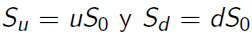 S_u = uS_0 y S_d = dS_0